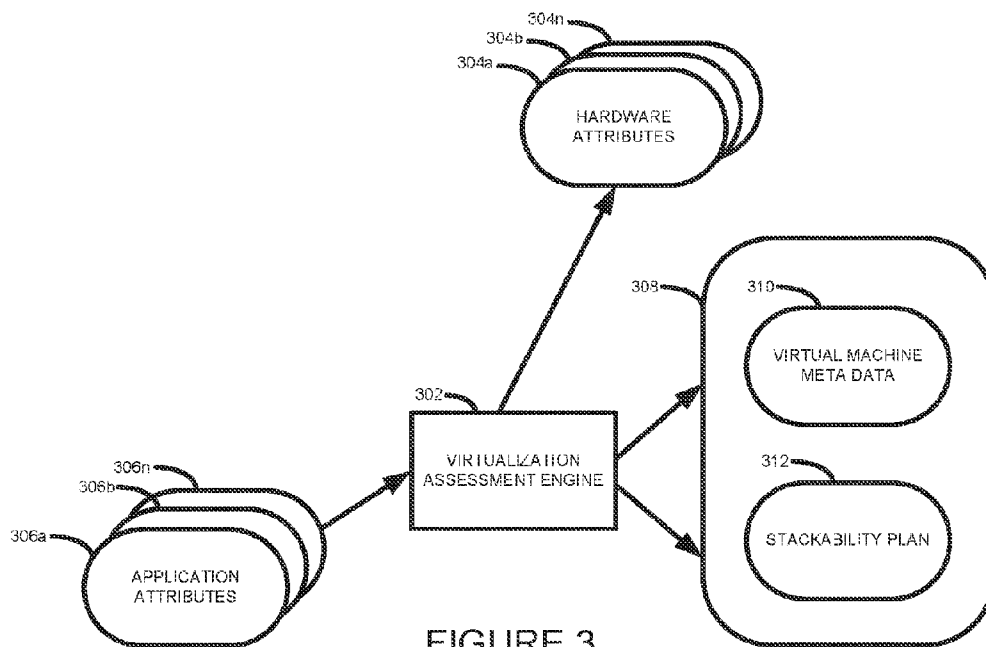 304n
304b
304a
HARDWARE
ATTRIBUTES
308
310
VIRTUAL MACHINE
META DATA
302
VIRTUALIZATION
ASSESSMENT ENGINE
312
STACKABILITY PLAN
306n
306b
306a
APPLICATION
ATTRIBUTES
FIGURE 3